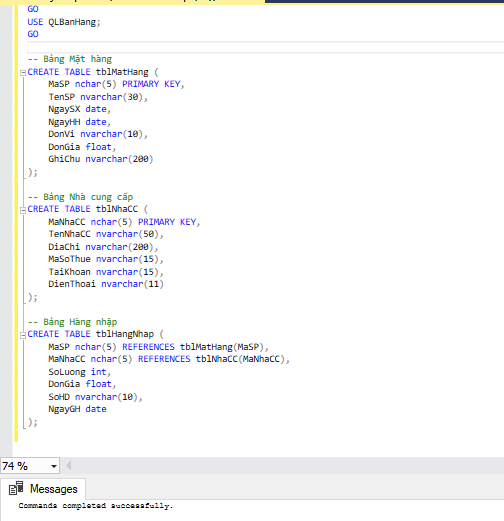 GO
USE QLBanHang;
GO
-- Bảng Mặt hàng
CREATE TABLE tblMatHang (
MaSP nchar(5) PRIMARY KEY,
TenSP nvarchar(30),
NgaySX date,
NgayHH date,
DonVi nvarchar(10),
DonGia float,
GhiChu nvarchar(200)
);
-- Bảng Nhà cung cấp
CREATE TABLE tblNhaCC (
MaNhaCC nchar(5) PRIMARY KEY,
TenNhaCC nvarchar(50),
DiaChi nvarchar(200),
MaSoThue nvarchar(15),
TaiKhoan nvarchar(15),
DienThoai nvarchar(11)
);
-- Bảng Hàng nhập
CREATE TABLE tblHangNhap (
MaSP nchar(5) REFERENCES tblMatHang(MaSP),
MaNhaCC nchar(5) REFERENCES tblNhaCC(MaNhaCC),
SoLuong int,
DonGia float,
SoHD nvarchar(10),
NgayGH date
);
74 %
Messages
Commands completed successfully.